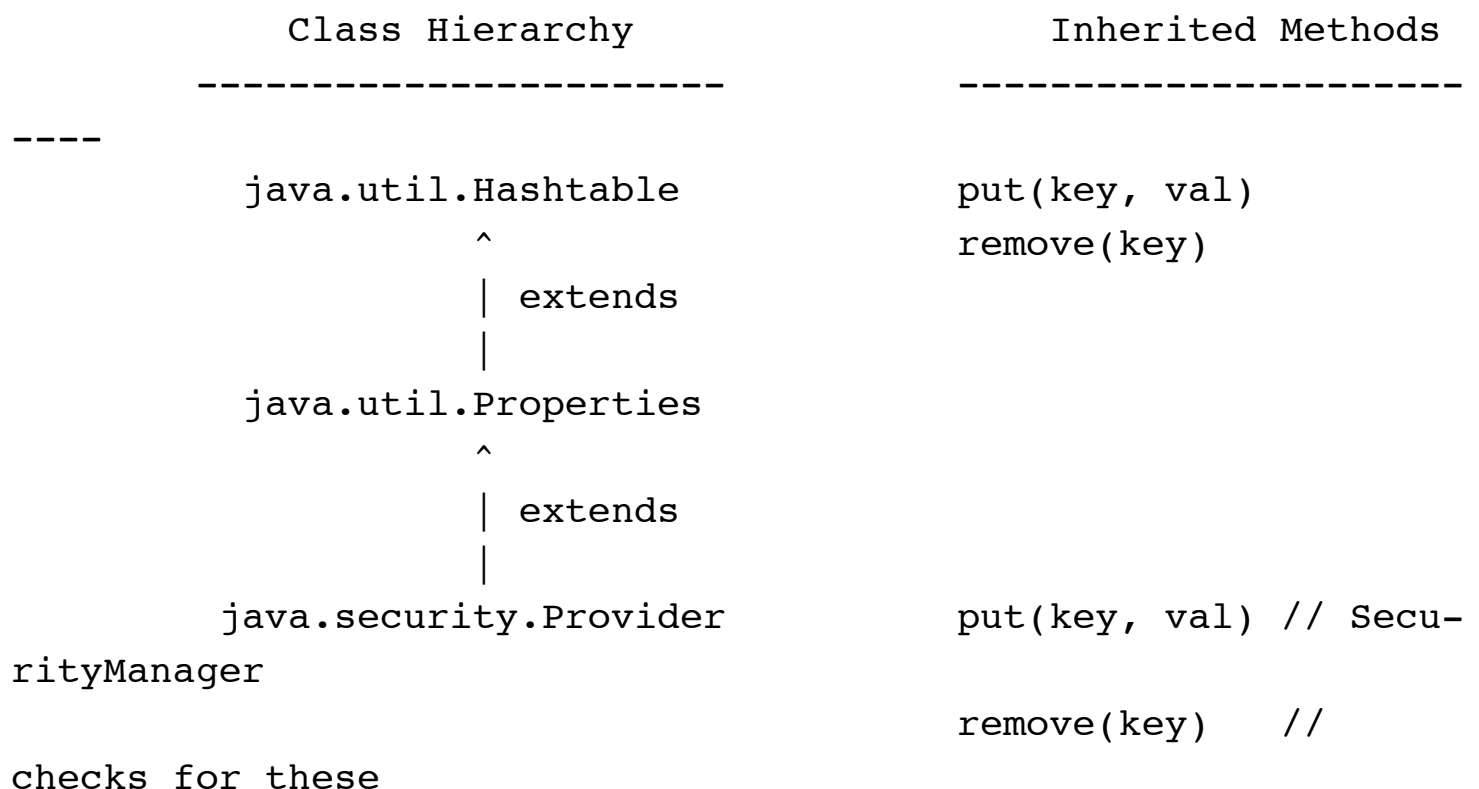 Class Hierarchy                  Inherited Methods
-----------------------          ----------------------
----
java.util.Hashtable            put(key, val)
^                    remove(key)
| extends
|
java.util.Properties
^
| extends
|
java.security.Provider          put(key, val) // Secu-
rityManager
remove(key)   //
checks for these